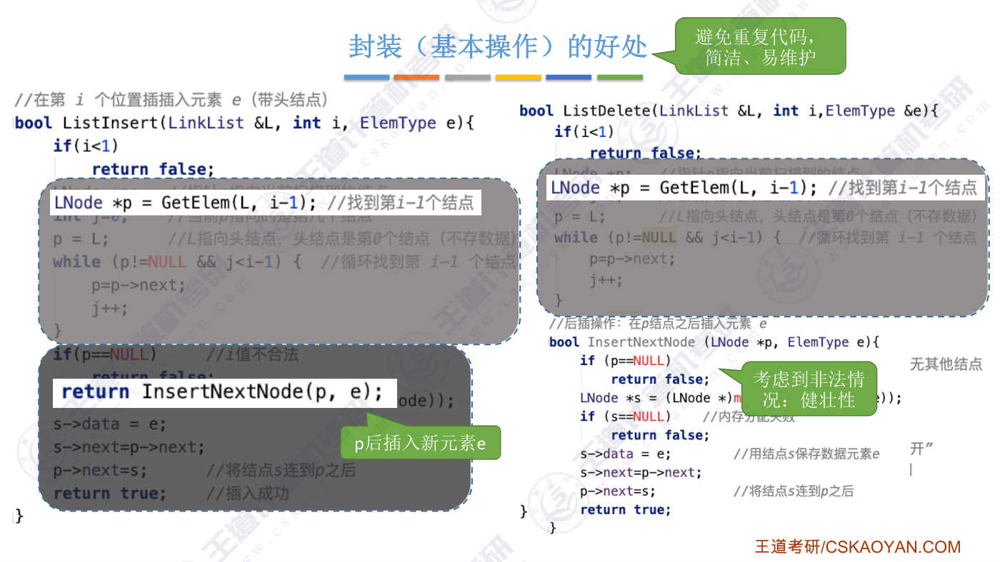 封装（基本操作）的好处
避免重复代码，
简洁、易维护
//在第 i 个位置插插入元素 e（带头结点）
bool ListInsert(LinkList &L, int i, ElemType e){
if(i<1)
return false;
LNode *p = GetElem(L, i-1); //找到第i-1个结点
int j=0; //当前p指向的是第几个结点
p = L; //L指向头结点，头结点是第0个结点（不存数据）
while (p!=NULL && j<i-1) { //循环找到第 i-1 个结点
p=p->next;
j++;
}
if(p==NULL) //i值不合法
return false;
return InsertNextNode(p, e);
ode));
s->data = e;
s->next=p->next;
p->next=s; //将结点s连到p之后
return true; //插入成功
}
p后插入新元素e
bool ListDelete(LinkList &L, int i,ElemType &e){
if(i<1)
return false;
LNode *p; //指针p指向当前扫描到的结点
LNode *p = GetElem(L, i-1); //找到第i-1个结点
p = L; //L指向头结点，头结点是第0个结点（不存数据）
while (p!=NULL && j<i-1) { //循环找到第 i-1 个结点
p=p->next;
j++;
}
//后插操作：在p结点之后插入元素 e
bool InsertNextNode (LNode *p, ElemType e){
if (p==NULL)
return false;
LNode *s = (LNode *)m
e));
if (s==NULL) //内存分配失败
return false;
s->data = e; //用结点s保存数据元素e
s->next=p->next;
p->next=s; //将结点s连到p之后
return true;
}
}
考虑到非法情
况：健壮性
无其他结点
开”
王道考研/CSKAOYAN.COM